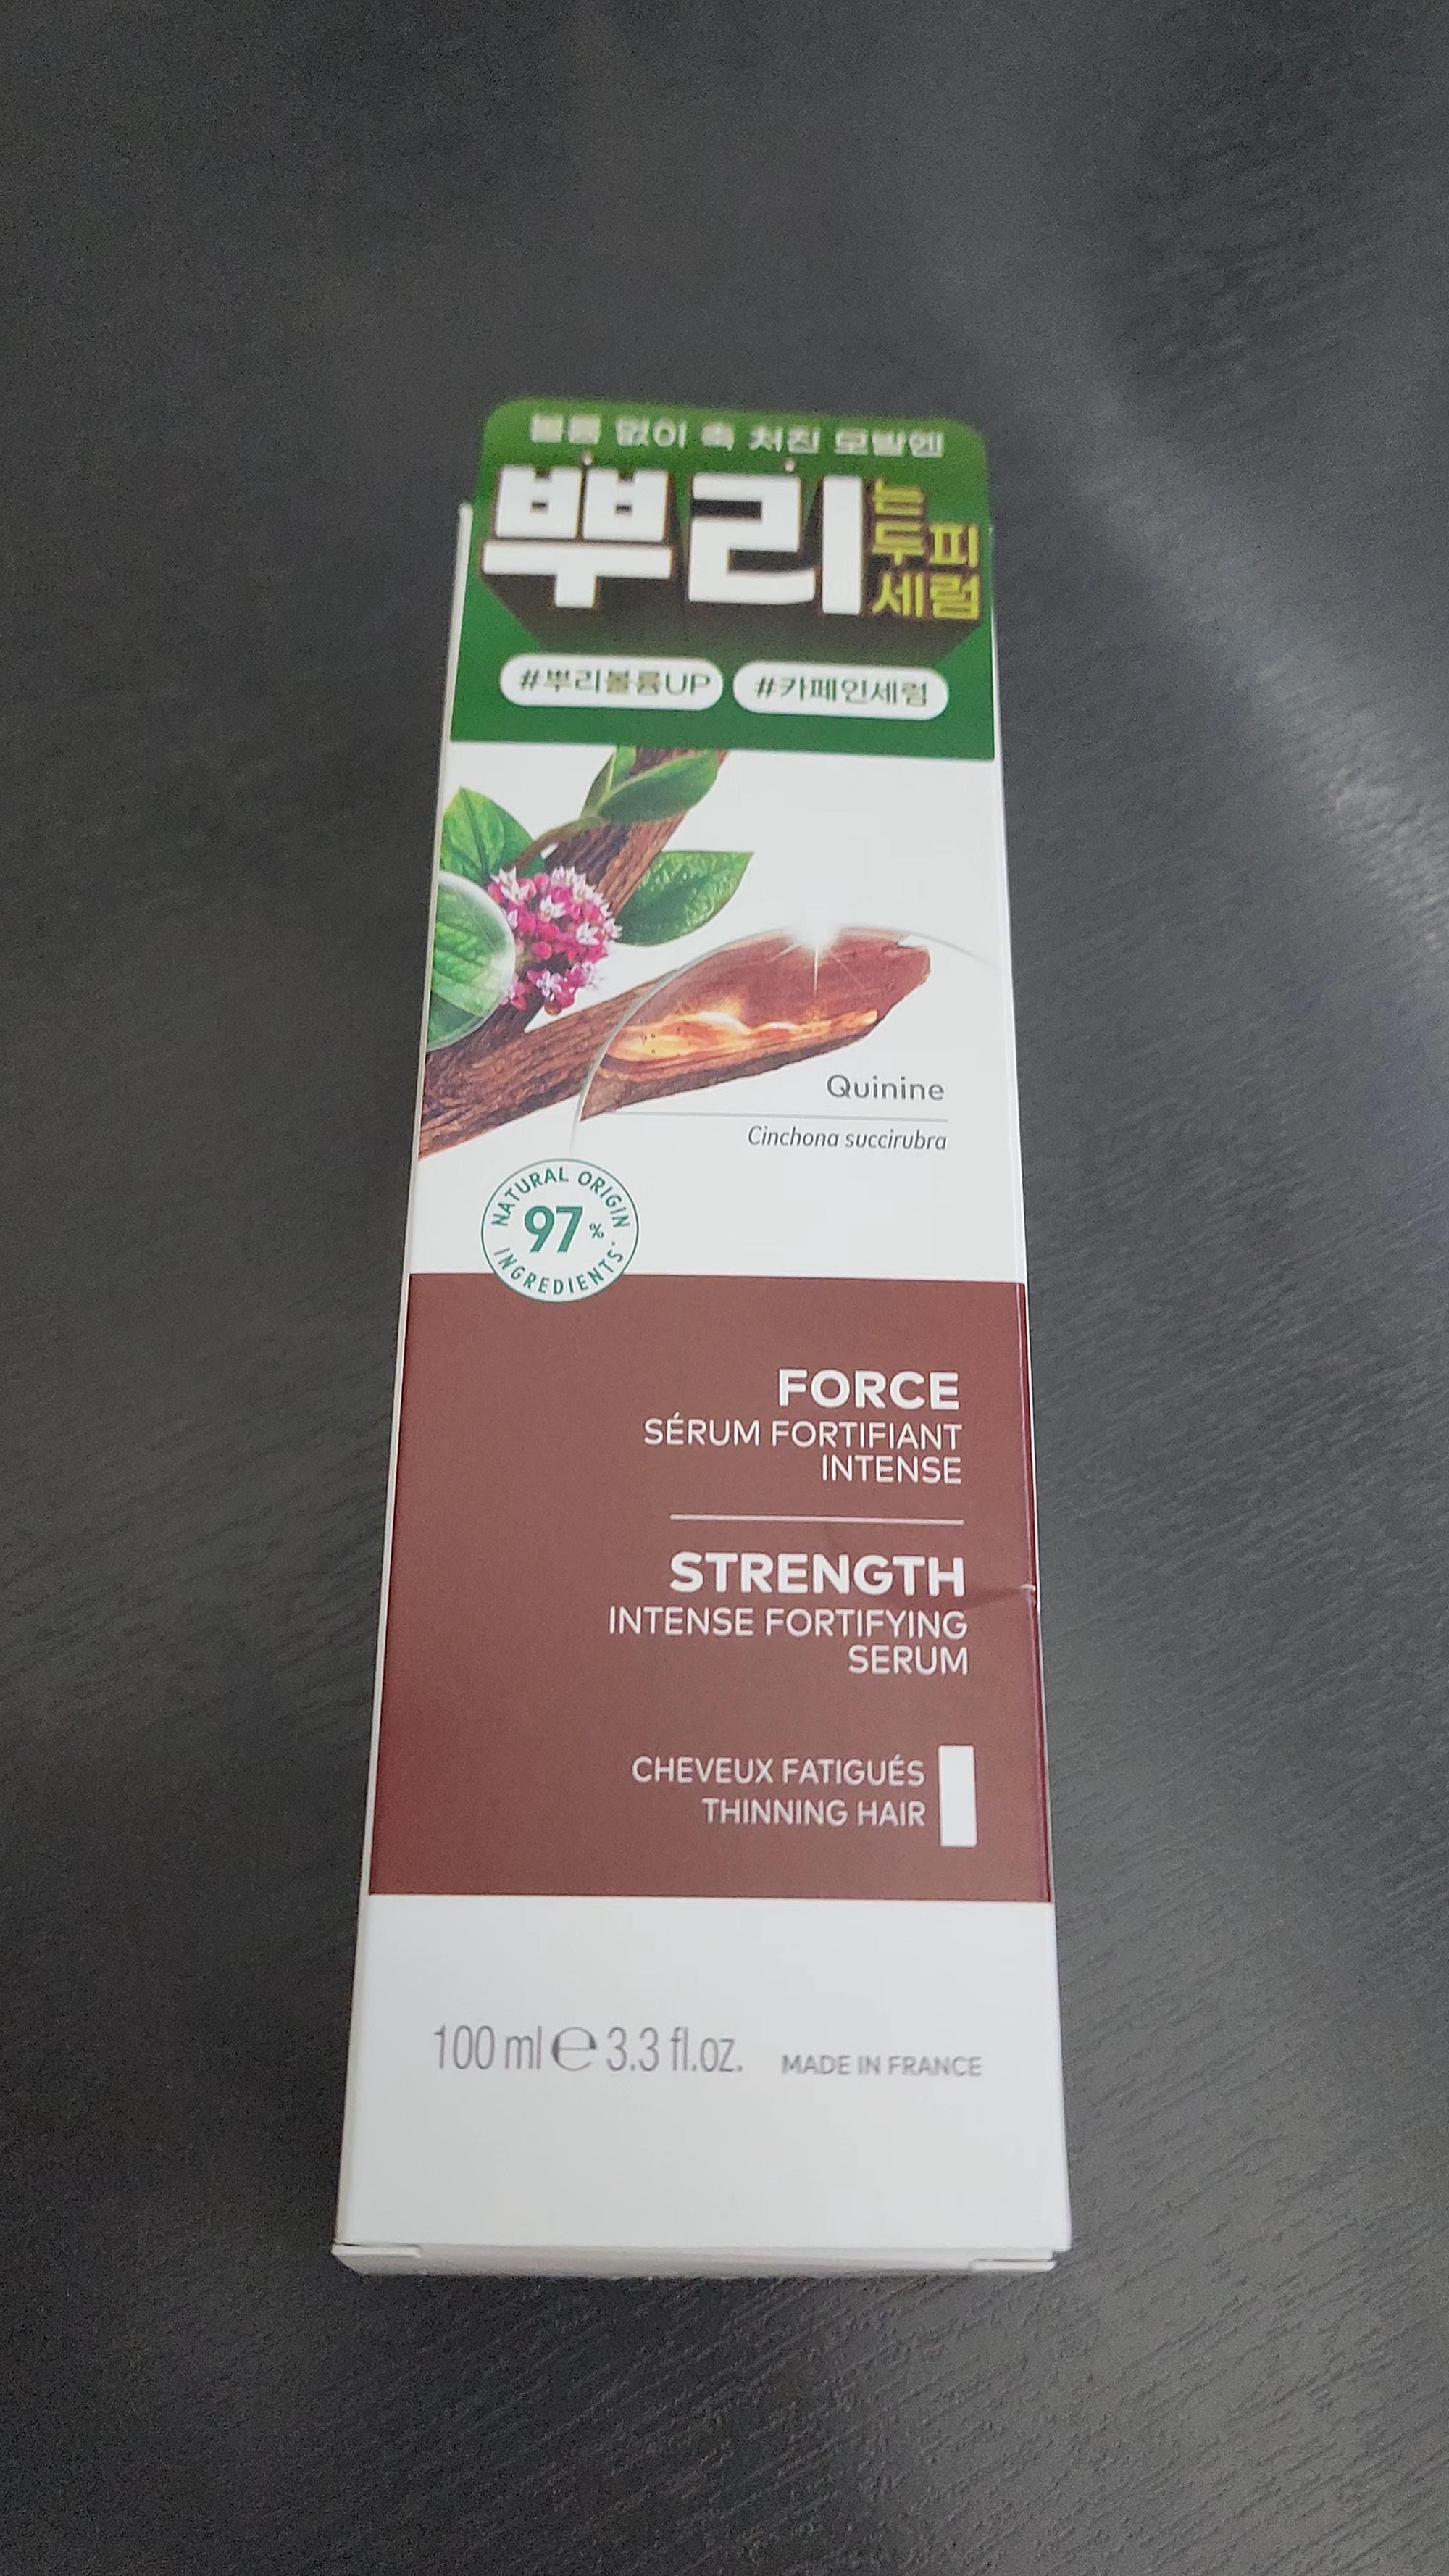 볼륨 없이 축 처진 모발엔
뿌리는
두피
세럼
#뿌리볼륨UP #카페인세럼
Quinine
Cinchona succirubra
NATURAL ORIGIN
97%
INGREDIENTS*
FORCE
SÉRUM FORTIFIANT
INTENSE
STRENGTH
INTENSE FORTIFYING
SERUM
CHEVEUX FATIGUÉS
THINNING HAIR
100 ml e 3.3 fl.oz. MADE IN FRANCE